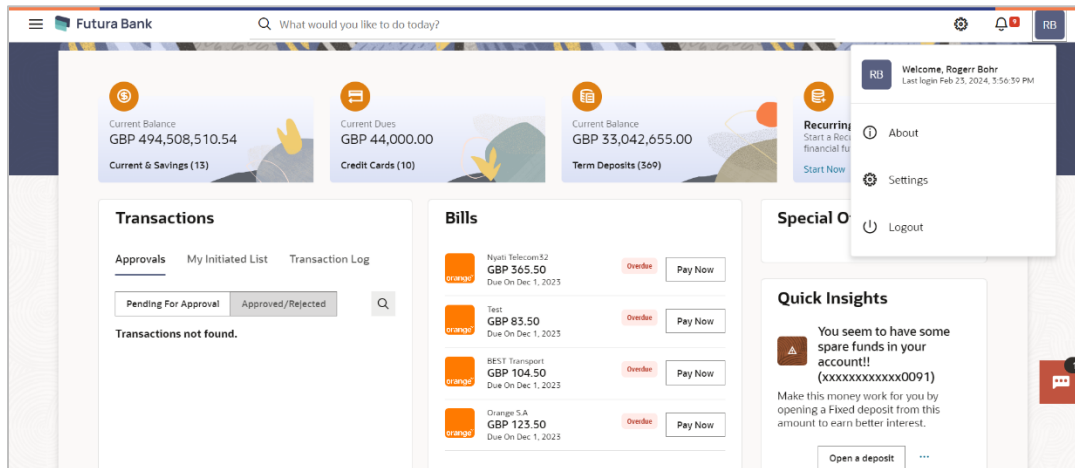 Futura Bank
What would you like to do today?
9
RB
RB
Welcome, Rogerr Bohr
Last login Feb 23, 2024, 3:56:39 PM
About
Settings
Logout
Current Balance
GBP 494,508,510.54
Current & Savings (13)
Current Dues
GBP 44,000.00
Credit Cards (10)
Current Balance
GBP 33,042,655.00
Term Deposits (369)
Recurring
Start a Rec
financial fu
Start Now
Transactions
Approvals My Initiated List Transaction Log
Pending For Approval Approved/Rejected
Transactions not found.
Bills
orange
Nyati Telecom32
GBP 365.50
Due On Dec 1, 2023
Overdue
Pay Now
orange
Test
GBP 83.50
Due On Dec 1, 2023
Overdue
Pay Now
orange
BEST Transport
GBP 104.50
Due On Dec 1, 2023
Overdue
Pay Now
orange
Orange S.A
GBP 123.50
Due On Dec 1, 2023
Overdue
Pay Now
Special O
Quick Insights
You seem to have some
spare funds in your
account!!
(xxxxxxxxxxxx0091)
Make this money work for you by
opening a Fixed deposit from this
amount to earn better interest.
Open a deposit ...